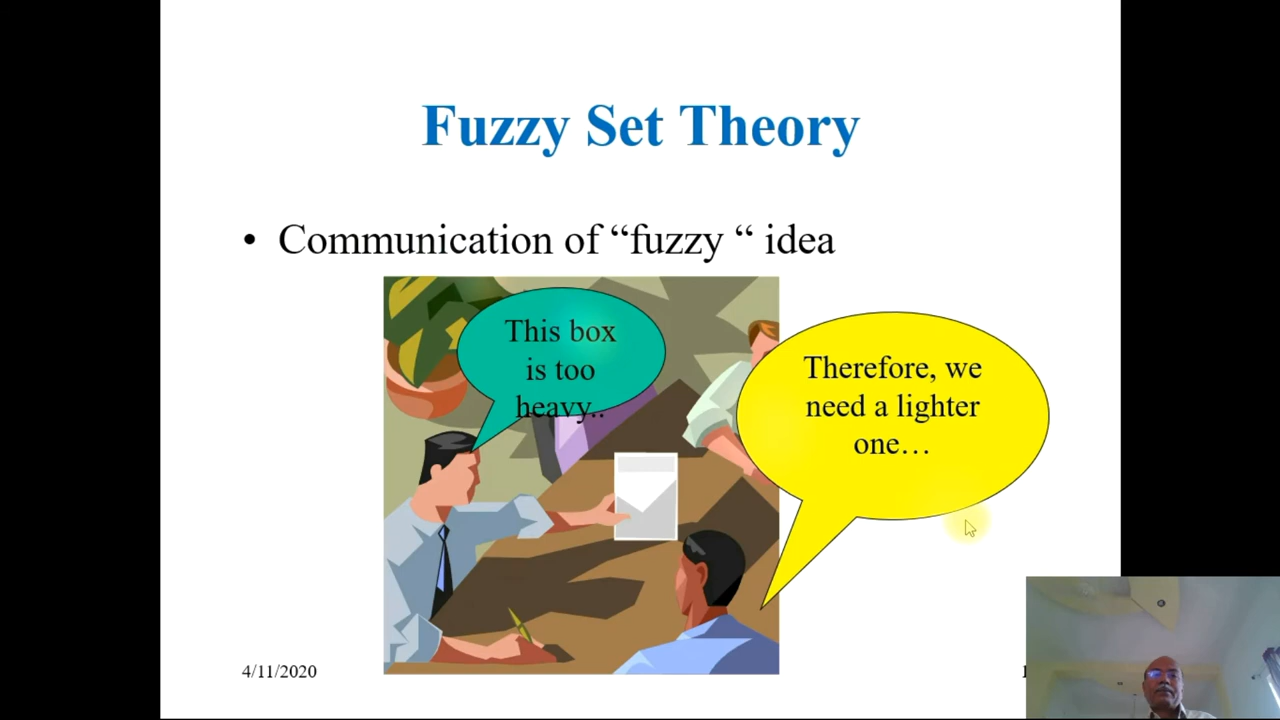 Fuzzy Set Theory
• Communication of “fuzzy “ idea
This box
is too
heavy..
Therefore, we
need a lighter
one…
4/11/2020